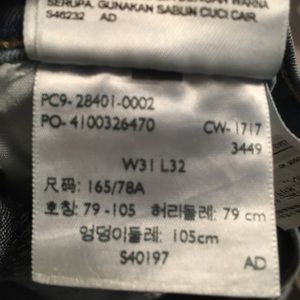 SERUPA. GUNAKAN SABUN CUCI CAIR.
S46232 AD
PC9- 28401-0002
PO- 4100326470 CW- 1717
3449
W31 L32
尺码: 165/78A
호칭: 79 -105 허리둘레: 79 cm
엉덩이둘레: 105cm
S40197 AD